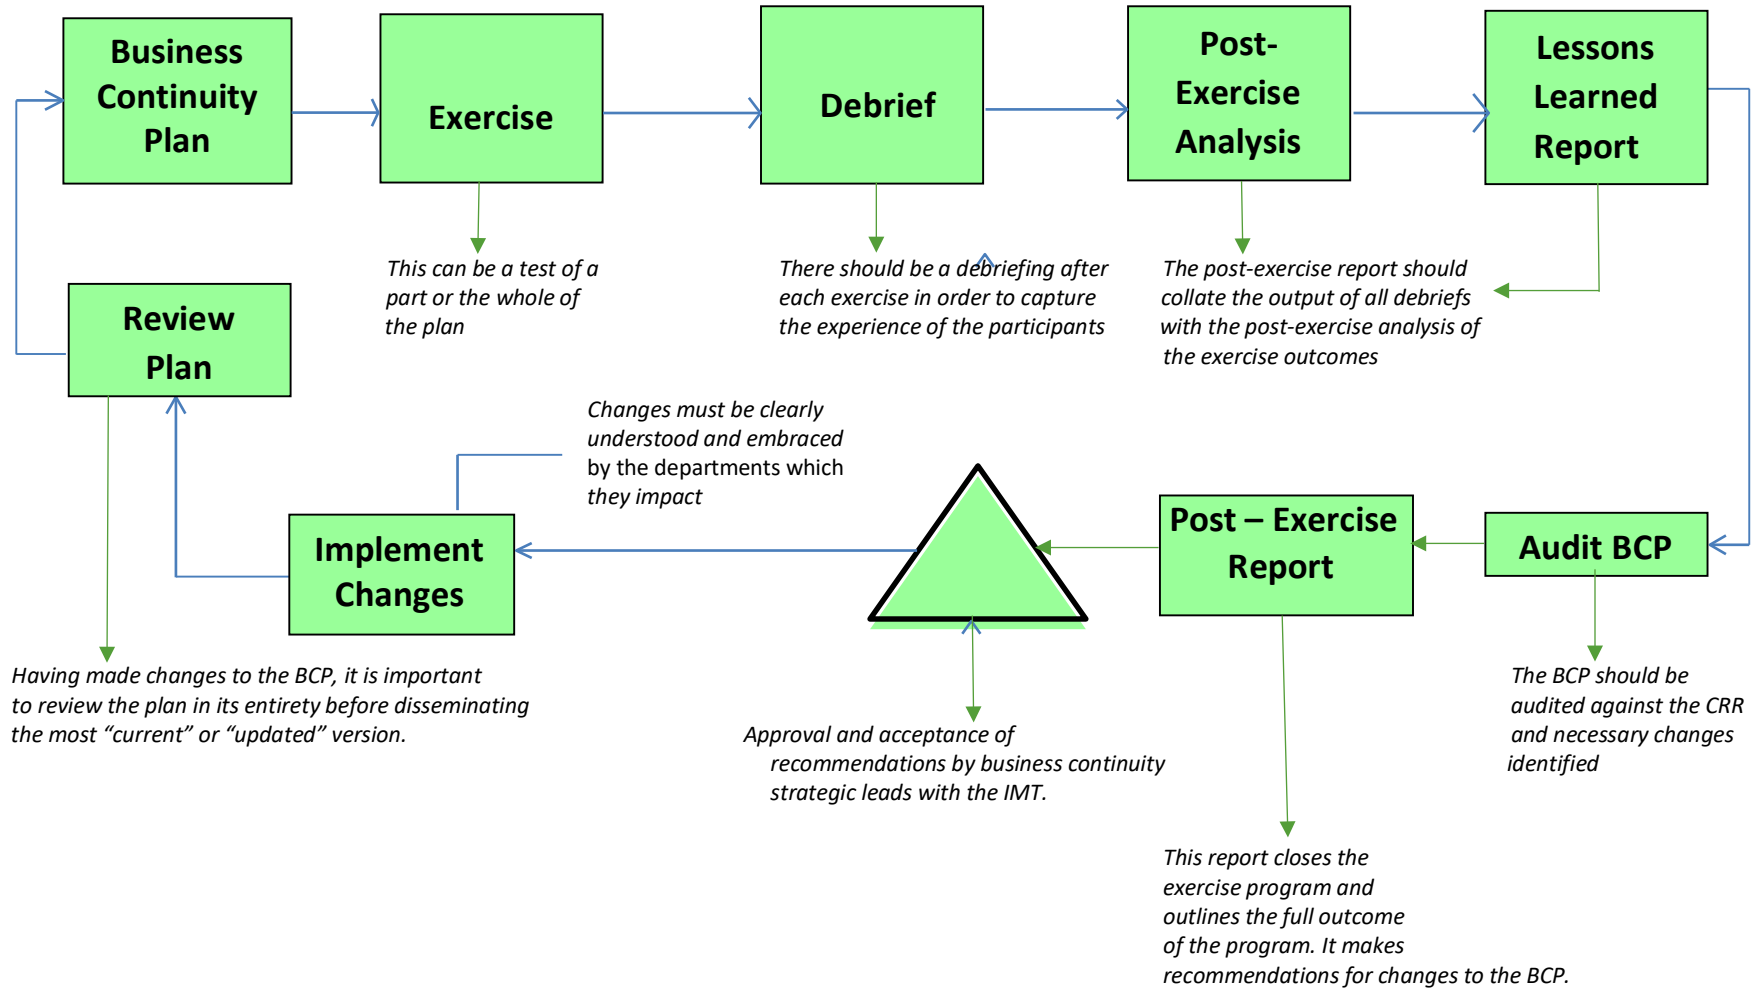 Business
Continuity
Plan
Exercise
Debrief
Post-
Exercise
Analysis
Lessons
Learned
Report
This can be a test of a
part or the whole of
the plan
There should be a debriefing after
each exercise in order to capture
the experience of the participants
The post-exercise report should
collate the output of all debriefs
with the post-exercise analysis of
the exercise outcomes
Review
Plan
Changes must be clearly
understood and embraced
by the departments which
they impact
Implement
Changes
Post – Exercise
Report
Audit BCP
Having made changes to the BCP, it is important
to review the plan in its entirety before disseminating
the most “current” or “updated” version.
Approval and acceptance of
recommendations by business continuity
strategic leads with the IMT.
The BCP should be
audited against the CRR
and necessary changes
identified
This report closes the
exercise program and
outlines the full outcome
of the program. It makes
recommendations for changes to the BCP.